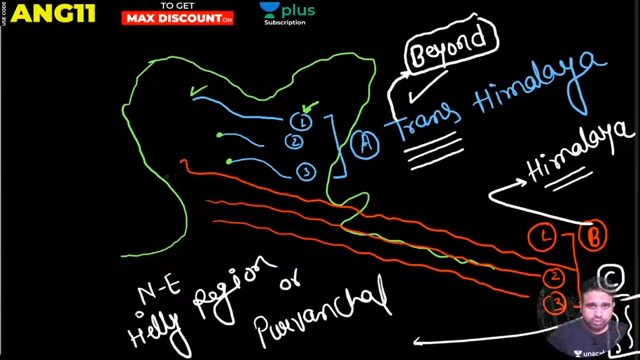 ANG11
TO GET
MAX DISCOUNT ON
plus
Subscription
Beyond
Trans Himalaya
A
1
2
3
Himalaya
B
1
2
3
C
N-E
Hilly Region
or
Purvanchal